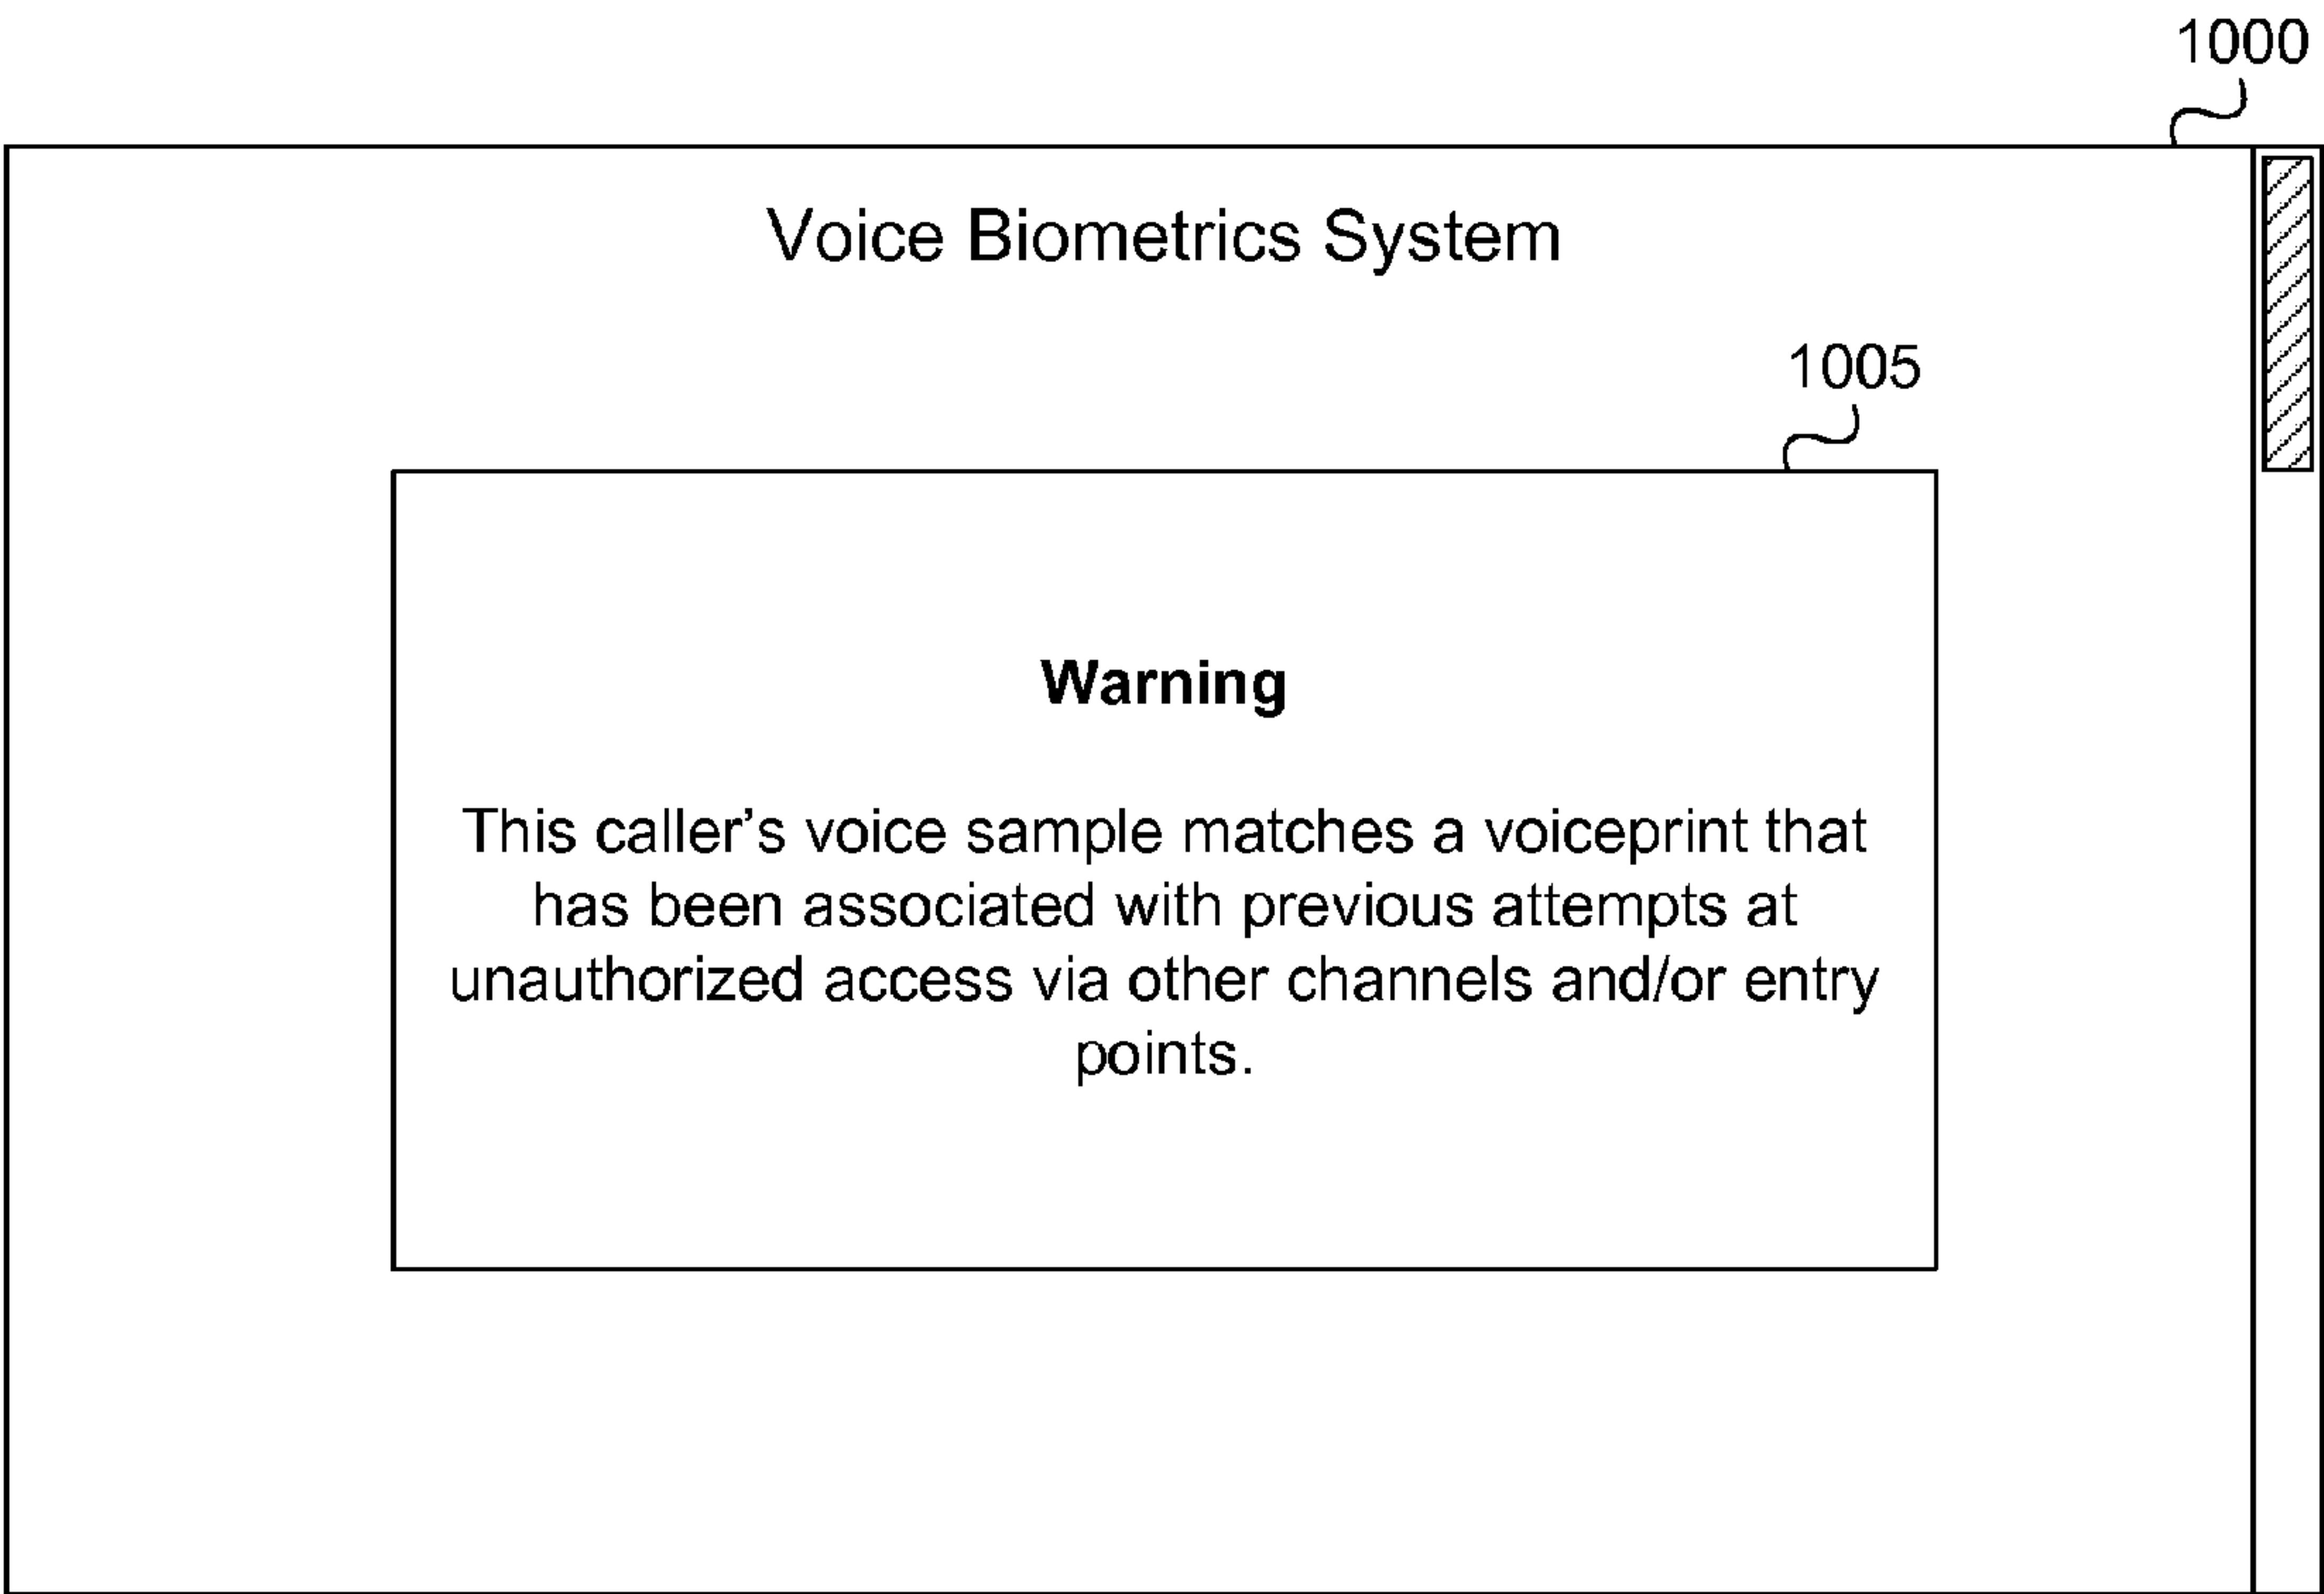 1000
Voice Biometrics System
1005
Warning
This caller’s voice sample matches a voiceprint that
has been associated with previous attempts at
unauthorized access via other channels and/or entry
points.